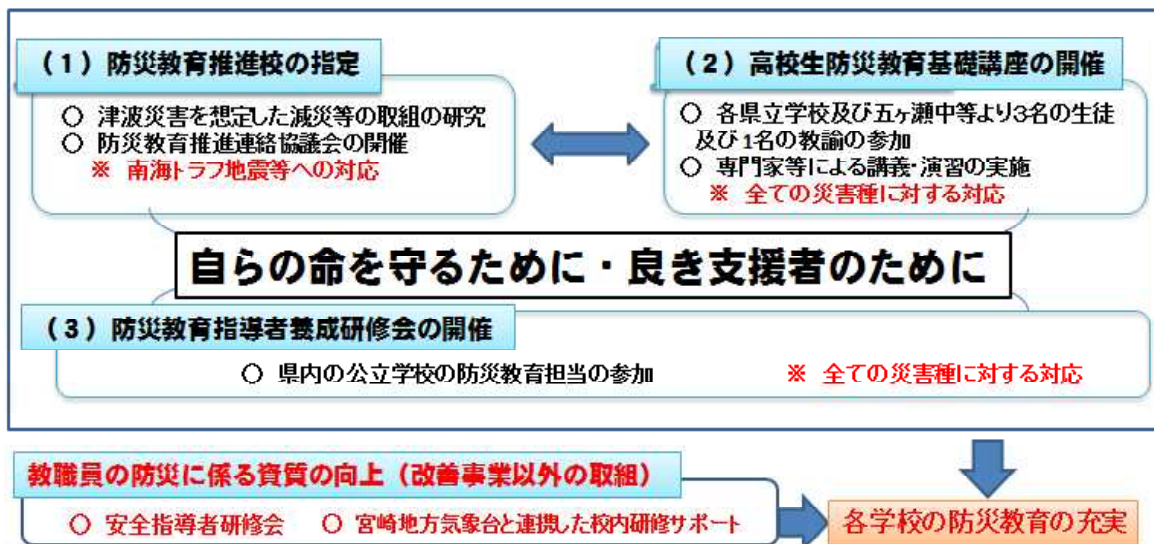 （１）防災教育推進校の指定
○ 津波災害を想定した減災等の取組の研究
○ 防災教育推進連絡協議会の開催
※ 南海トラフ地震等への対応
（２）高校生防災教育基礎講座の開催
○ 各県立学校及び五ヶ瀬中等より3名の生徒
及び1名の教諭の参加
○ 専門家等による講義・演習の実施
※ 全ての災害種に対する対応
自らの命を守るために・良き支援者のために
（３）防災教育指導者養成研修会の開催
○ 県内の公立学校の防災教育担当の参加 ※ 全ての災害種に対する対応
教職員の防災に係る資質の向上（改善事業以外の取組）
○ 安全指導者研修会 ○ 宮崎地方気象台と連携した校内研修サポート
各学校の防災教育の充実